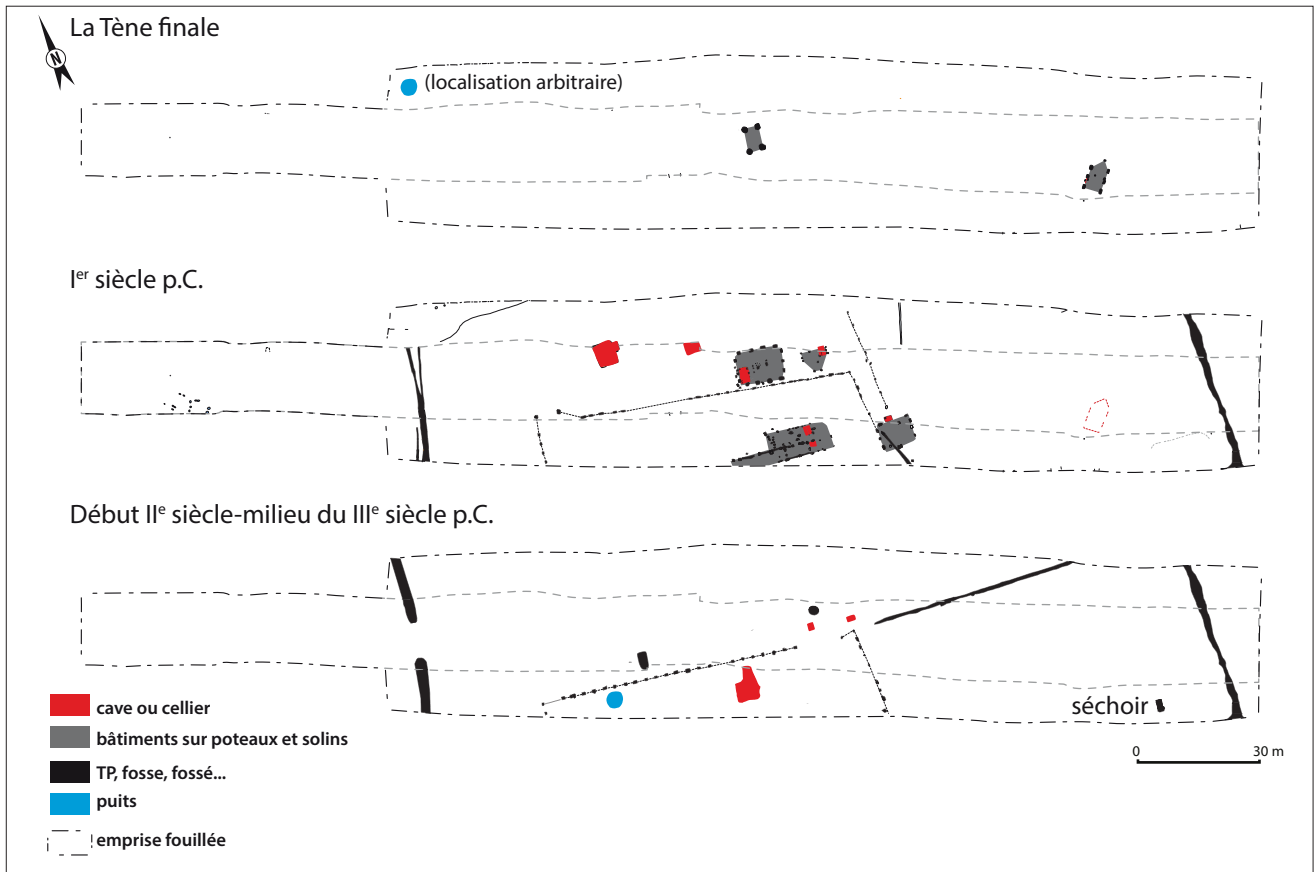 La Tène finale
N
(localisation arbitraire)
Ier siècle p.C.
Début IIe siècle-milieu du IIIe siècle p.C.
séchoir
0 30 m
cave ou cellier
bâtiments sur poteaux et solins
TP, fosse, fossé...
puits
emprise fouillée